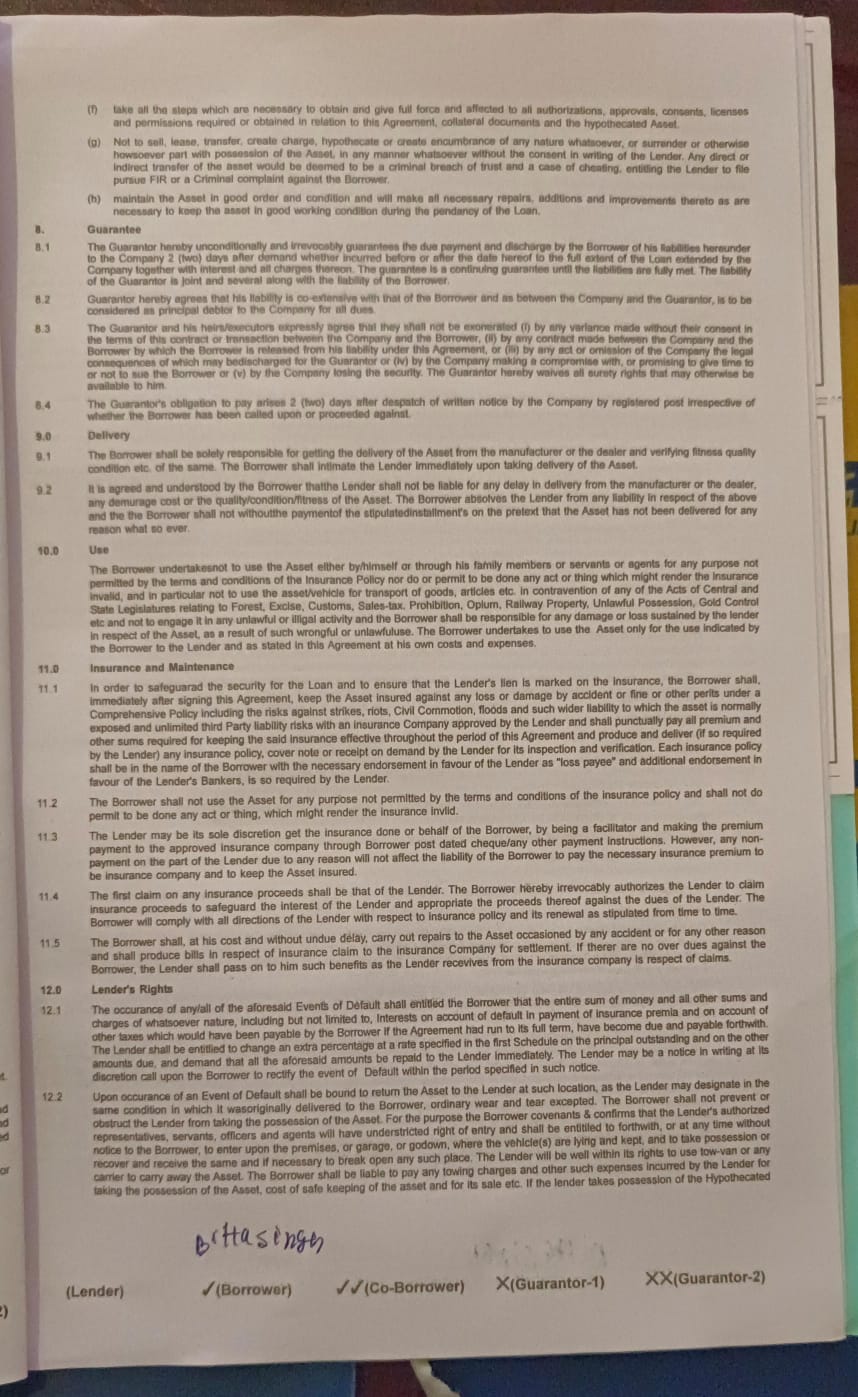 (f) take all the steps which are necessary to obtain and give full force and affected to all authorizations, approvals, consents, licenses
and permissions required or obtained in relation to this Agreement, collateral documents and the hypothecated Asset.
(g) Not to sell, lease, transfer, create charge, hypothecate or create encumbrance of any nature whatsoever, or surrender or otherwise
howsoever part with possession of the Asset, in any manner whatsoever without the consent in writing of the Lender. Any direct or
indirect transfer of the asset would be deemed to be a criminal breach of trust and a case of cheating, entitling the Lender to file
pursue FIR or a Criminal complaint against the Borrower.
(h) maintain the Asset in good order and condition and will make all necessary repairs, additions and improvements thereto as are
necessary to keep the asset in good working condition during the pendancy of the Loan.
8. Guarantee
8.1 The Guarantor hereby unconditionally and irrevocably guarantees the due payment and discharge by the Borrower of his liabilities hereunder
to the Company 2 (two) days after demand whether incurred before or after the date hereof to the full extent of the Loan extended by the
Company together with interest and all charges thereon. The guarantee is a continuing guarantee until the liabilities are fully met. The liability
of the Guarantor is joint and several along with the liability of the Borrower.
8.2 Guarantor hereby agrees that his liability is co-extensive with that of the Borrower and as between the Company and the Guarantor, is to be
considered as principal debtor to the Company for all dues.
8.3 The Guarantor and his heirs/executors expressly agree that they shall not be exonerated (i) by any variance made without their consent in
the terms of this contract or transaction between the Company and the Borrower, (ii) by any contract made between the Company and the
Borrower by which the Borrower is released from his liability under this Agreement, or (iii) by any act or omission of the Company the legal
consequences of which may bedischarged for the Guarantor or (iv) by the Company making a compromise with, or promising to give time to
or not to sue the Borrower or (v) by the Company losing the security. The Guarantor hereby waives all surety rights that may otherwise be
available to him.
8.4 The Guarantor's obligation to pay arises 2 (two) days after despatch of written notice by the Company by registered post irrespective of
whether the Borrower has been called upon or proceeded against.
9.0 Delivery
9.1 The Borrower shall be solely responsible for getting the delivery of the Asset from the manufacturer or the dealer and verifying fitness quality
condition etc. of the same. The Borrower shall intimate the Lender immediately upon taking delivery of the Asset.
9.2 It is agreed and understood by the Borrower thatthe Lender shall not be liable for any delay in delivery from the manufacturer or the dealer,
any demurage cost or the quality/condition/fitness of the Asset. The Borrower absolves the Lender from any liability in respect of the above
and the the Borrower shall not withoutthe paymentof the stipulatedinstallment's on the pretext that the Asset has not been delivered for any
reason what so ever.
10.0 Use
The Borrower undertakesnot to use the Asset either by/himself or through his family members or servants or agents for any purpose not
permitted by the terms and conditions of the Insurance Policy nor do or permit to be done any act or thing which might render the Insurance
invalid, and in particular not to use the asset/vehicle for transport of goods, articles etc. in contravention of any of the Acts of Central and
State Legislatures relating to Forest, Excise, Customs, Sales-tax. Prohibition, Opium, Railway Property, Unlawful Possession, Gold Control
etc and not to engage it in any unlawful or illigal activity and the Borrower shall be responsible for any damage or loss sustained by the lender
in respect of the Asset, as a result of such wrongful or unlawfuluse. The Borrower undertakes to use the Asset only for the use indicated by
the Borrower to the Lender and as stated in this Agreement at his own costs and expenses.
11.0 Insurance and Maintenance
11.1 In order to safeguarad the security for the Loan and to ensure that the Lender's lien is marked on the Insurance, the Borrower shall,
immediately after signing this Agreement, keep the Asset insured against any loss or damage by accident or fine or other perits under a
Comprehensive Policy including the risks against strikes, riots, Civil Commotion, floods and such wider liability to which the asset is normally
exposed and unlimited third Party liability risks with an insurance Company approved by the Lender and shall punctually pay all premium and
other sums required for keeping the said insurance effective throughout the period of this Agreement and produce and deliver (if so required
by the Lender) any insurance policy, cover note or receipt on demand by the Lender for its inspection and verification. Each insurance policy
shall be in the name of the Borrower with the necessary endorsement in favour of the Lender as "loss payee" and additional endorsement in
favour of the Lender's Bankers, is so required by the Lender.
11.2 The Borrower shall not use the Asset for any purpose not permitted by the terms and conditions of the insurance policy and shall not do
permit to be done any act or thing, which might render the insurance invlid.
11.3 The Lender may be its sole discretion get the insurance done or behalf of the Borrower, by being a facilitator and making the premium
payment to the approved insurance company through Borrower post dated cheque/any other payment instructions. However, any non-
payment on the part of the Lender due to any reason will not affect the liability of the Borrower to pay the necessary insurance premium to
be insurance company and to keep the Asset insured.
11.4 The first claim on any insurance proceeds shall be that of the Lender. The Borrower hereby irrevocably authorizes the Lender to claim
insurance proceeds to safeguard the interest of the Lender and appropriate the proceeds thereof against the dues of the Lender. The
Borrower will comply with all directions of the Lender with respect to insurance policy and its renewal as stipulated from time to time.
11.5 The Borrower shall, at his cost and without undue delay, carry out repairs to the Asset occasioned by any accident or for any other reason
and shall produce bills in respect of insurance claim to the insurance Company for settlement. If therer are no over dues against the
Borrower, the Lender shall pass on to him such benefits as the Lender recevives from the insurance company is respect of claims.
12.0 Lender's Rights
12.1 The occurance of any/all of the aforesaid Events of Default shall entitled the Borrower that the entire sum of money and all other sums and
charges of whatsoever nature, including but not limited to, Interests on account of default in payment of insurance premia and on account of
other taxes which would have been payable by the Borrower if the Agreement had run to its full term, have become due and payable forthwith.
The Lender shall be entitlied to change an extra percentage at a rate specified in the first Schedule on the principal outstanding and on the other
amounts due, and demand that all the aforesaid amounts be repaid to the Lender immediately. The Lender may be a notice in writing at its
discretion call upon the Borrower to rectify the event of Default within the period specified in such notice.
12.2 Upon occurance of an Event of Default shall be bound to return the Asset to the Lender at such location, as the Lender may designate in the
same condition in which it wasoriginally delivered to the Borrower, ordinary wear and tear excepted. The Borrower shall not prevent or
obstruct the Lender from taking the possession of the Asset. For the purpose the Borrower covenants & confirms that the Lender's authorized
representatives, servants, officers and agents will have understricted right of entry and shall be entitiled to forthwith, or at any time without
notice to the Borrower, to enter upon the premises, or garage, or godown, where the vehicle(s) are lying and kept, and to take possession or
recover and receive the same and if necessary to break open any such place. The Lender will be well within its rights to use tow-van or any
carrier to carry away the Asset. The Borrower shall be liable to pay any towing charges and other such expenses incurred by the Lender for
taking the possession of the Asset, cost of safe keeping of the asset and for its sale etc. If the lender takes possession of the Hypothecated
(Lender) ✓(Borrower) ✓✓(Co-Borrower) X(Guarantor-1) XX(Guarantor-2)